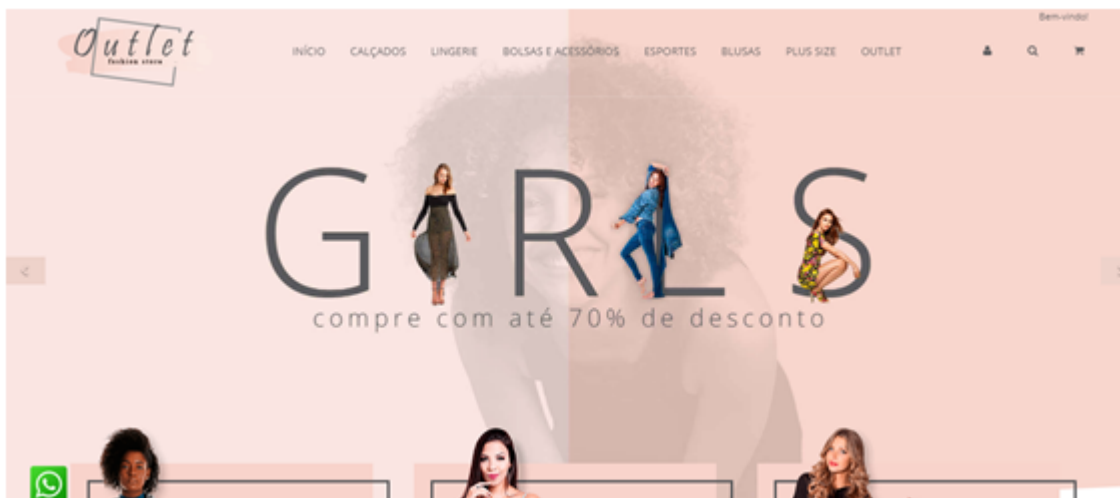 Bem-vindo!
Outlet
fashion store
INÍCIO CALÇADOS LINGERIE BOLSAS E ACESSÓRIOS ESPORTES BLUSAS PLUS SIZE OUTLET
G I R L S
compre com até 70% de desconto